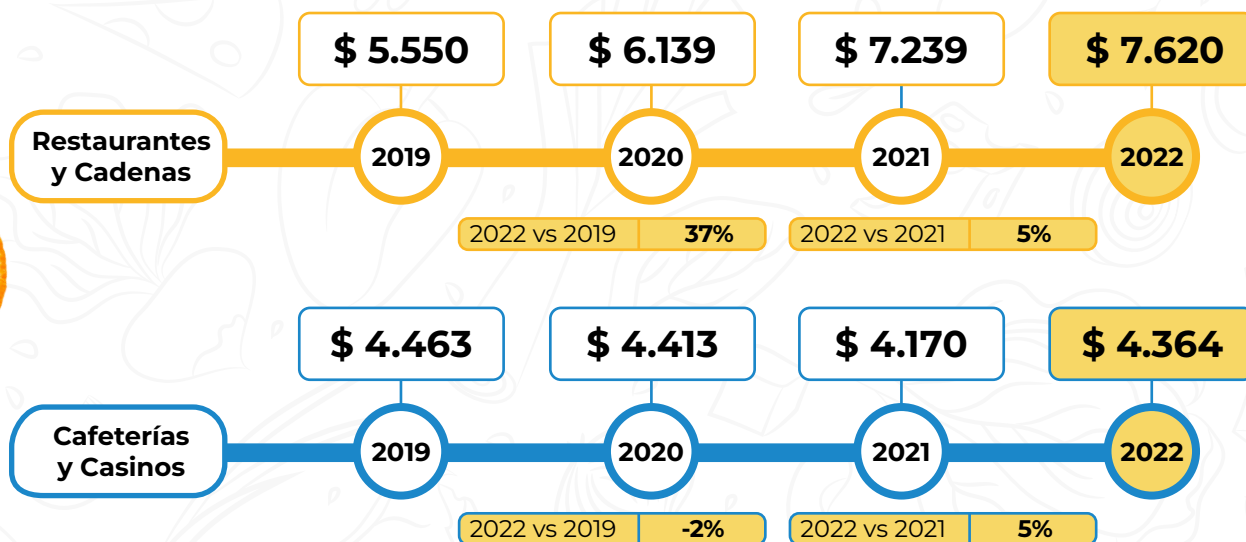 $ 5.550
$ 6.139
$ 7.239
$ 7.620
Restaurantes
y Cadenas
2019
2020
2021
2022
2022 vs 2019 37%
2022 vs 2021 5%
$ 4.463
$ 4.413
$ 4.170
$ 4.364
Cafeterías
y Casinos
2019
2020
2021
2022
2022 vs 2019 -2%
2022 vs 2021 5%